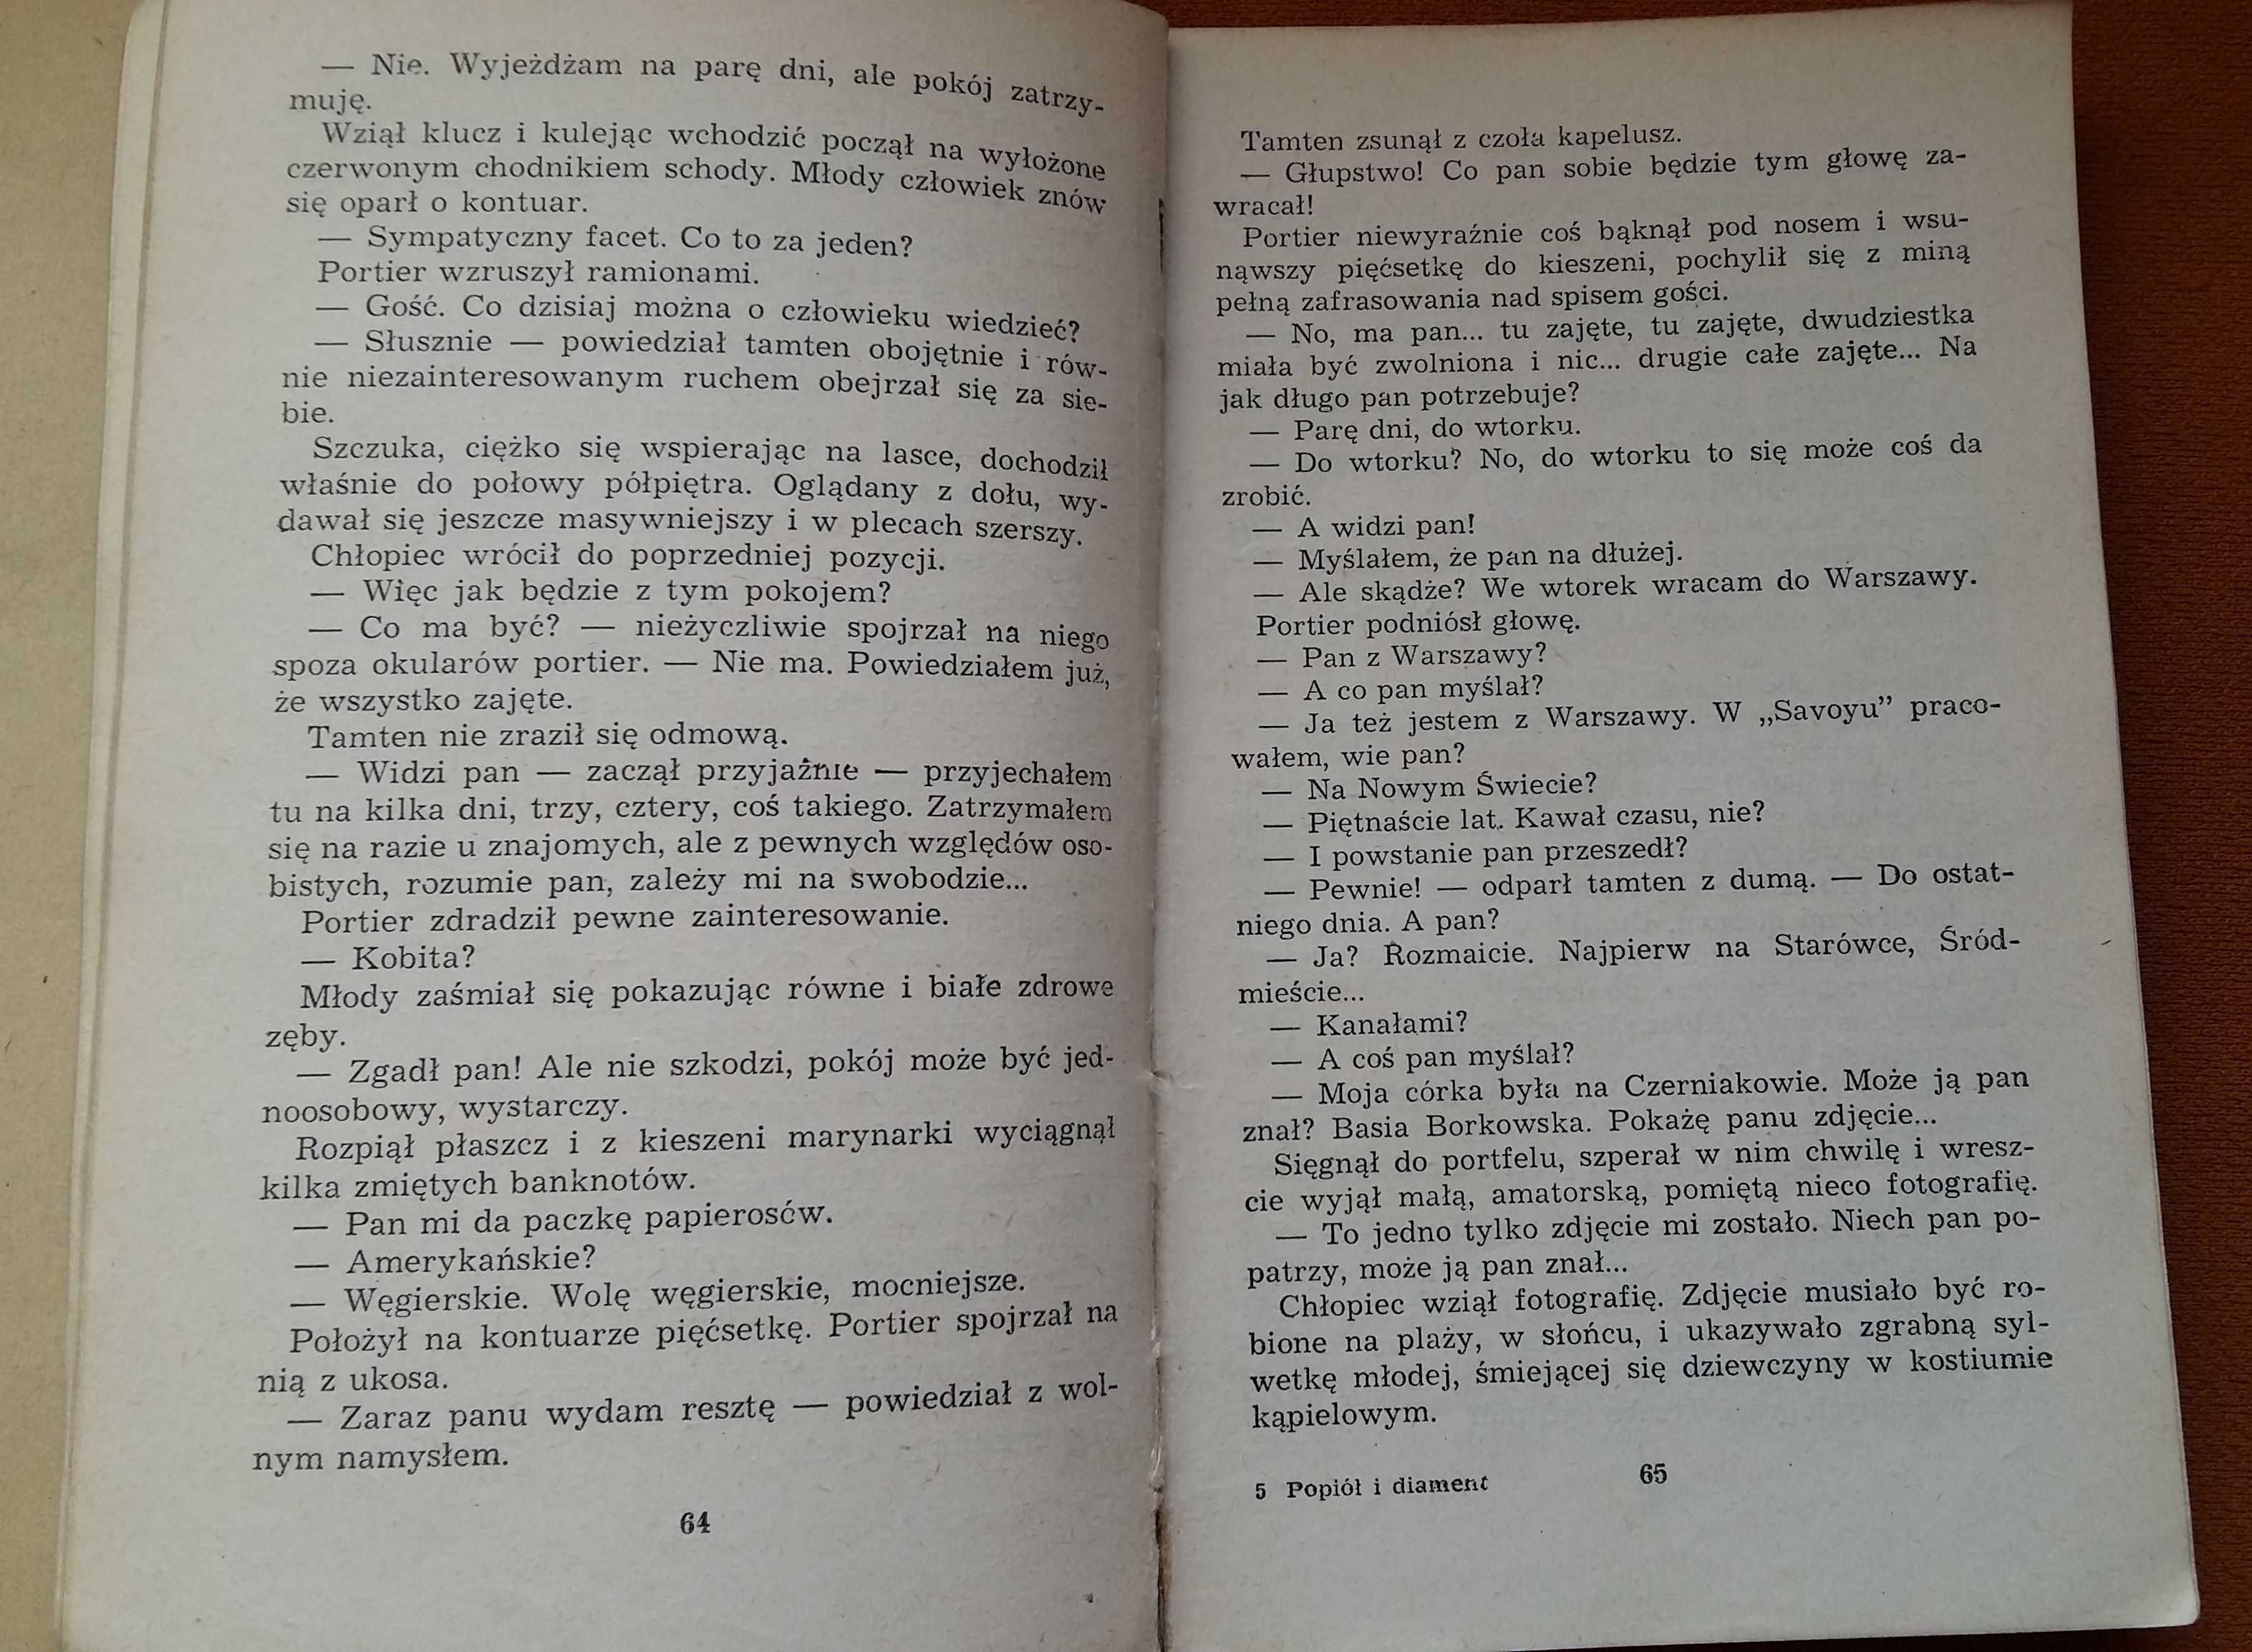 — Nie. Wyjeżdżam na parę dni, ale pokój zatrzy-
muję.
Wziął klucz i kulejąc wchodzić począł na wyłożone
czerwonym chodnikiem schody. Młody człowiek znów
się oparł o kontuar.
— Sympatyczny facet. Co to za jeden?
Portier wzruszył ramionami.
— Gość. Co dzisiaj można o człowieku wiedzieć?
— Słusznie — powiedział tamten obojętnie i rów-
nie niezainteresowanym ruchem obejrzał się za sie-
bie.
Szczuka, ciężko się wspierając na lasce, dochodził
właśnie do połowy półpiętra. Oglądany z dołu, wy-
dawał się jeszcze masywniejszy i w plecach szerszy.
Chłopiec wrócił do poprzedniej pozycji.
— Więc jak będzie z tym pokojem?
— Co ma być? — nieżyczliwie spojrzał na niego
spoza okularów portier. — Nie ma. Powiedziałem już,
że wszystko zajęte.
Tamten nie zraził się odmową.
— Widzi pan — zaczął przyjaźnie — przyjechałem
tu na kilka dni, trzy, cztery, coś takiego. Zatrzymałem
się na razie u znajomych, ale z pewnych względów oso-
bistych, rozumie pan, zależy mi na swobodzie...
Portier zdradził pewne zainteresowanie.
— Kobita?
Młody zaśmiał się pokazując równe i białe zdrowe
zęby.
— Zgadł pan! Ale nie szkodzi, pokój może być jed-
noosobowy, wystarczy.
Rozpiął płaszcz i z kieszeni marynarki wyciągnął
kilka zmiętych banknotów.
— Pan mi da paczkę papierosów.
— Amerykańskie?
— Węgierskie. Wolę węgierskie, mocniejsze.
Położył na kontuarze pięćsetkę. Portier spojrzał na
nią z ukosa.
— Zaraz panu wydam resztę — powiedział z wol-
nym namysłem.
64
Tamten zsunął z czoła kapelusz.
— Głupstwo! Co pan sobie będzie tym głowę za-
wracał!
Portier niewyraźnie coś bąknął pod nosem i wsu-
nąwszy pięćsetkę do kieszeni, pochylił się z miną
pełną zafrasowania nad spisem gości.
— No, ma pan... tu zajęte, tu zajęte, dwudziestka
miała być zwolniona i nic... drugie całe zajęte... Na
jak długo pan potrzebuje?
— Parę dni, do wtorku.
— Do wtorku? No, do wtorku to się może coś da
zrobić.
— A widzi pan!
— Myślałem, że pan na dłużej.
— Ale skądże? We wtorek wracam do Warszawy.
Portier podniósł głowę.
— Pan z Warszawy?
— A co pan myślał?
— Ja też jestem z Warszawy. W „Savoyu” praco-
wałem, wie pan?
— Na Nowym Świecie?
— Piętnaście lat. Kawał czasu, nie?
— I powstanie pan przeszedł?
— Pewnie! — odparł tamten z dumą. — Do ostat-
niego dnia. A pan?
— Ja? Rozmaicie. Najpierw na Starówce, Śród-
mieście...
— Kanałami?
— A coś pan myślał?
— Moja córka była na Czerniakowie. Może ją pan
znał? Basia Borkowska. Pokażę panu zdjęcie...
Sięgnął do portfelu, szperał w nim chwilę i wresz-
cie wyjął małą, amatorską, pomiętą nieco fotografię.
— To jedno tylko zdjęcie mi zostało. Niech pan po-
patrzy, może ją pan znał...
Chłopiec wziął fotografię. Zdjęcie musiało być ro-
bione na plaży, w słońcu, i ukazywało zgrabną syl-
wetkę młodej, śmiejącej się dziewczyny w kostiumie
kąpielowym.
5 Popiół i diament
65